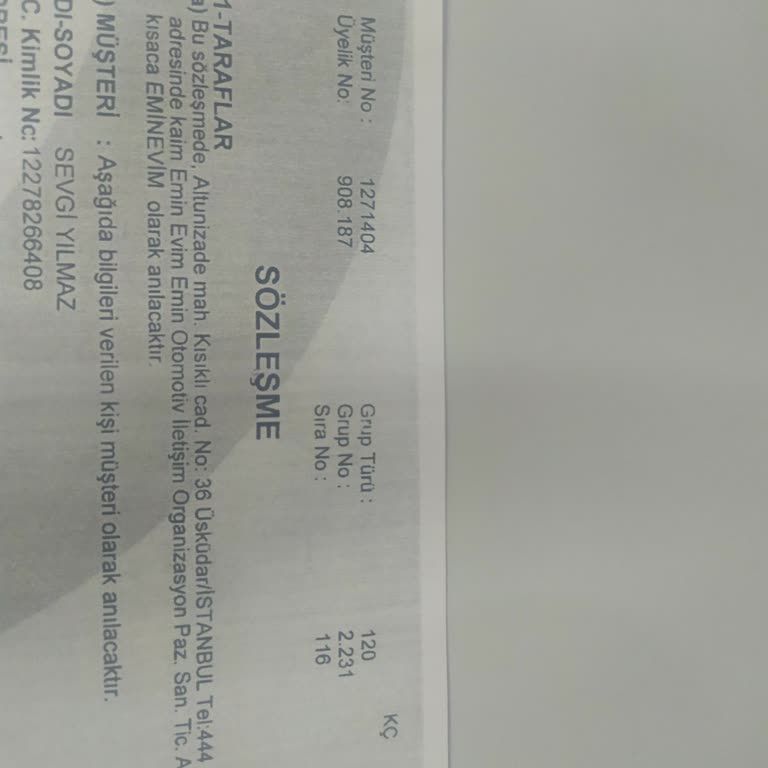 KÇ
Müşteri No : 1271404 Grup Türü : 120
Üyelik No: 908.187 Grup No : 2.231
Sıra No : 116
SÖZLEŞME
1-TARAFLAR
a) Bu sözleşmede, Altunizade mah. Kısıklı cad. No: 36 Üsküdar/İSTANBUL Tel:444
adresinde kaim Emin Evim Emin Otomotiv İletişim Organizasyon Paz. San. Tic. A
kısaca EMİNEVİM olarak anılacaktır.
) MÜŞTERİ : Aşağıda bilgileri verilen kişi müşteri olarak anılacaktır.
DI-SOYADI SEVGİ YILMAZ
C. Kimlik No: 12278266408